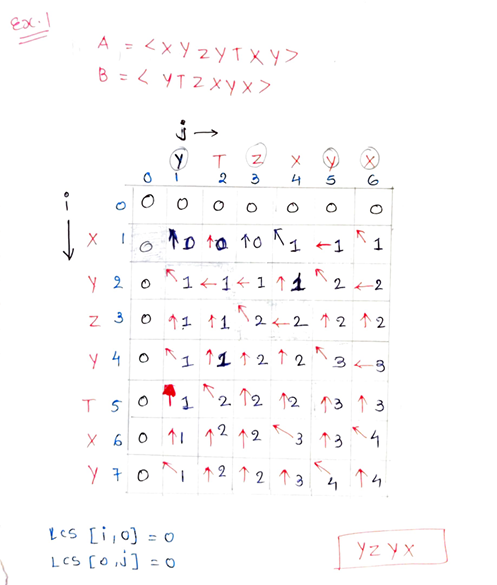 Ex.1
A = < X Y Z Y T X Y >
B = < Y T Z X Y X >
j →
Y T Z X Y X
0 1 2 3 4 5 6
i ↓
0 0 0 0 0 0 0 0
X 1 0 ↑0 ↑0 ↑0 ↖1 ←1 ↖1
Y 2 0 ↖1 ←1 ←1 ↑1 ↖2 ←2
Z 3 0 ↑1 ↑1 ↖2 ←2 ↑2 ↑2
Y 4 0 ↖1 ↑1 ↑2 ↑2 ↖3 ←3
T 5 0 ↑1 ↖2 ↑2 ↑2 ↑3 ↑3
X 6 0 ↑1 ↑2 ↑2 ↖3 ↑3 ↖4
Y 7 0 ↖1 ↑2 ↑2 ↑3 ↖4 ↑4
LCS [i,0] = 0
LCS [0,j] = 0
YZYX